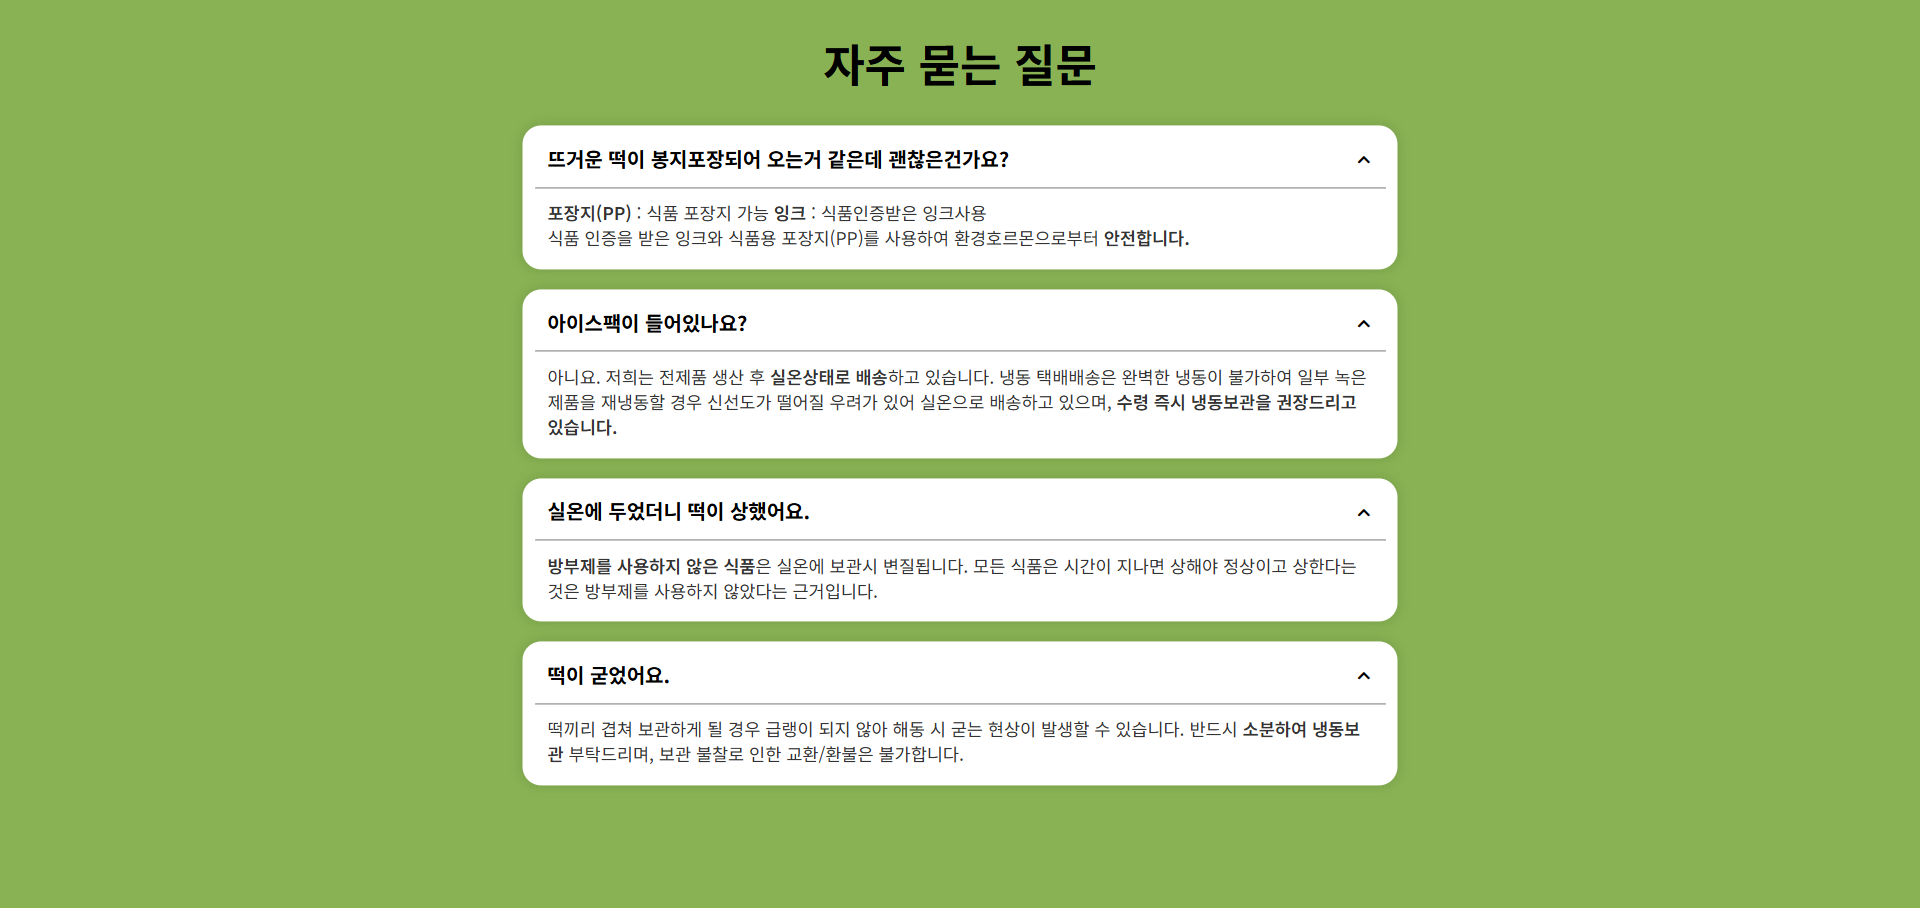 자주 묻는 질문
뜨거운 떡이 봉지포장되어 오는거 같은데 괜찮은건가요?
포장지(PP) : 식품 포장지 가능 잉크 : 식품인증받은 잉크사용
식품 인증을 받은 잉크와 식품용 포장지(PP)를 사용하여 환경호르몬으로부터 안전합니다.
아이스팩이 들어있나요?
아니요. 저희는 전제품 생산 후 실온상태로 배송하고 있습니다. 냉동 택배배송은 완벽한 냉동이 불가하여 일부 녹은
제품을 재냉동할 경우 신선도가 떨어질 우려가 있어 실온으로 배송하고 있으며, 수령 즉시 냉동보관을 권장드리고
있습니다.
실온에 두었더니 떡이 상했어요.
방부제를 사용하지 않은 식품은 실온에 보관시 변질됩니다. 모든 식품은 시간이 지나면 상해야 정상이고 상한다는
것은 방부제를 사용하지 않았다는 근거입니다.
떡이 굳었어요.
떡끼리 겹쳐 보관하게 될 경우 급랭이 되지 않아 해동 시 굳는 현상이 발생할 수 있습니다. 반드시 소분하여 냉동보
관 부탁드리며, 보관 불찰로 인한 교환/환불은 불가합니다.